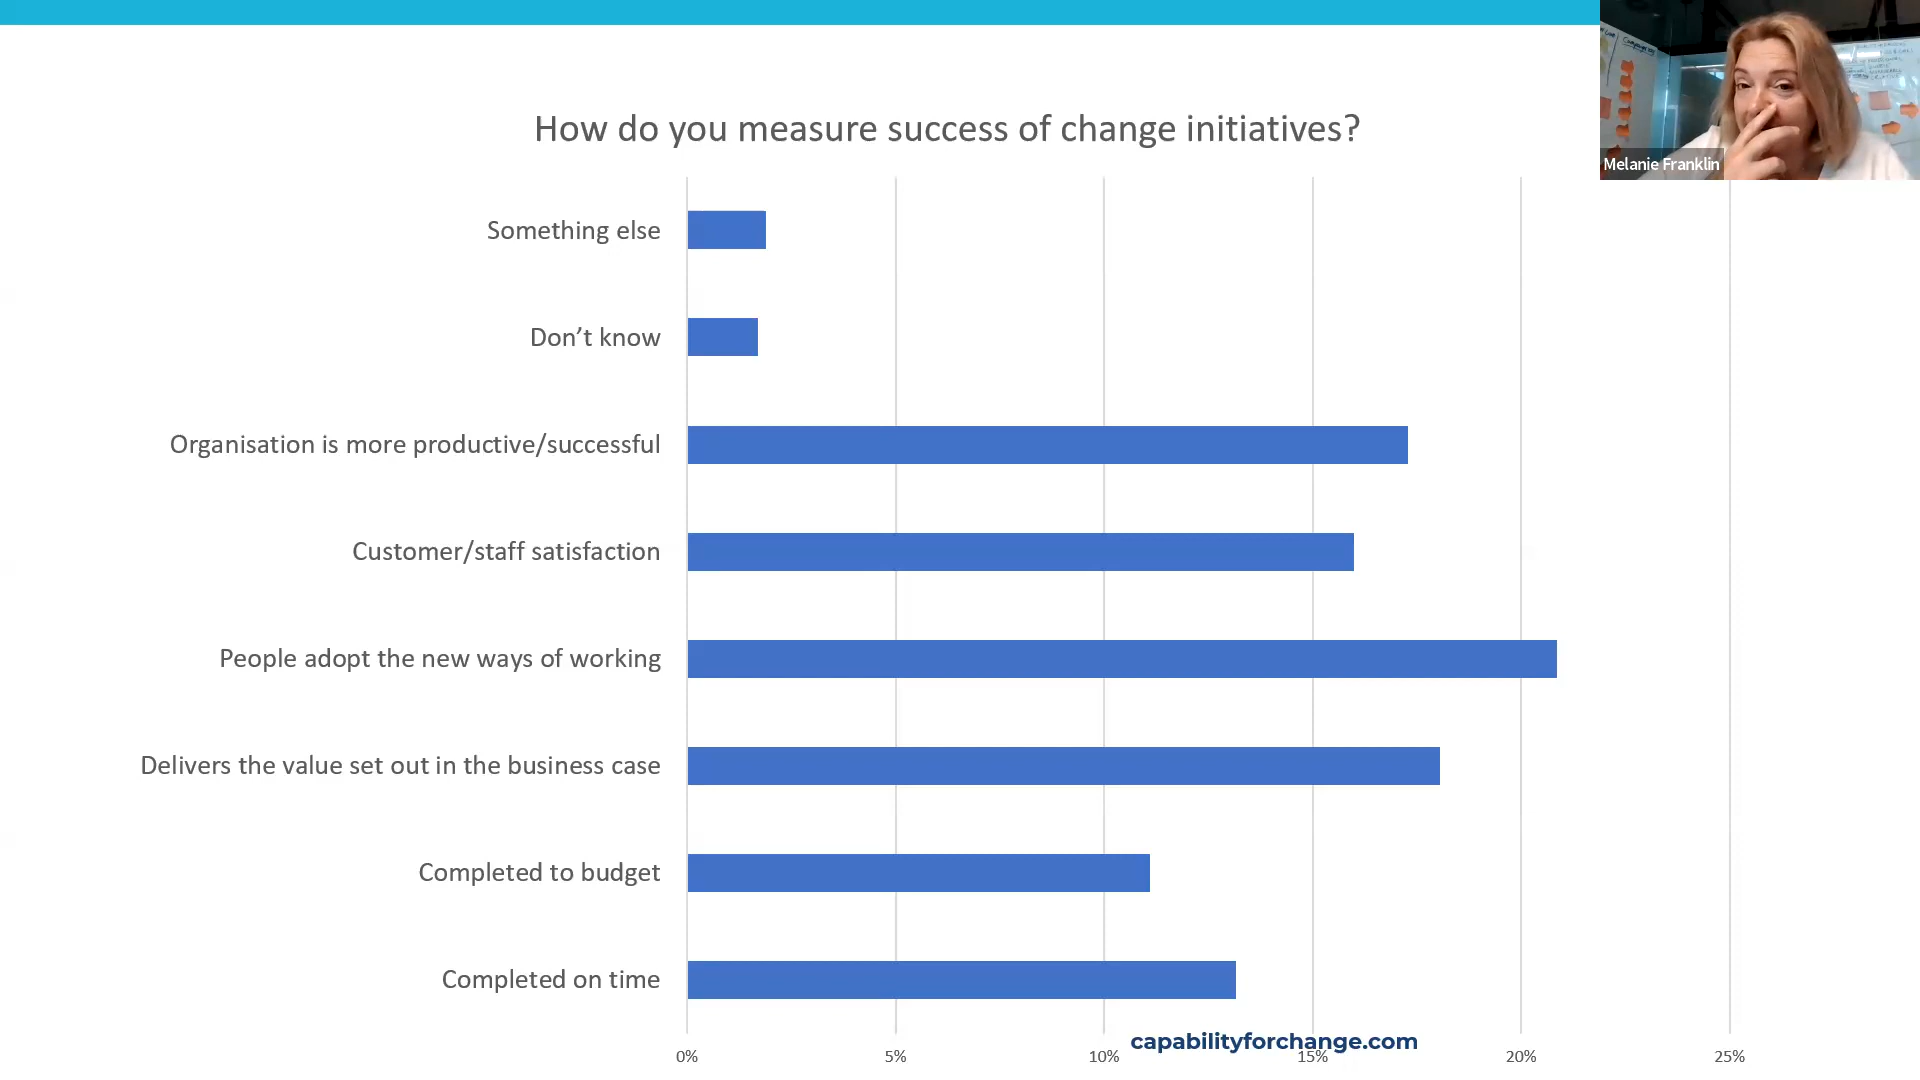 How do you measure success of change initiatives?
Melanie Franklin
Something else
Don’t know
Organisation is more productive/successful
Customer/staff satisfaction
People adopt the new ways of working
Delivers the value set out in the business case
Completed to budget
Completed on time
capabilityforchange.com
0%
5%
10%
15%
20%
25%